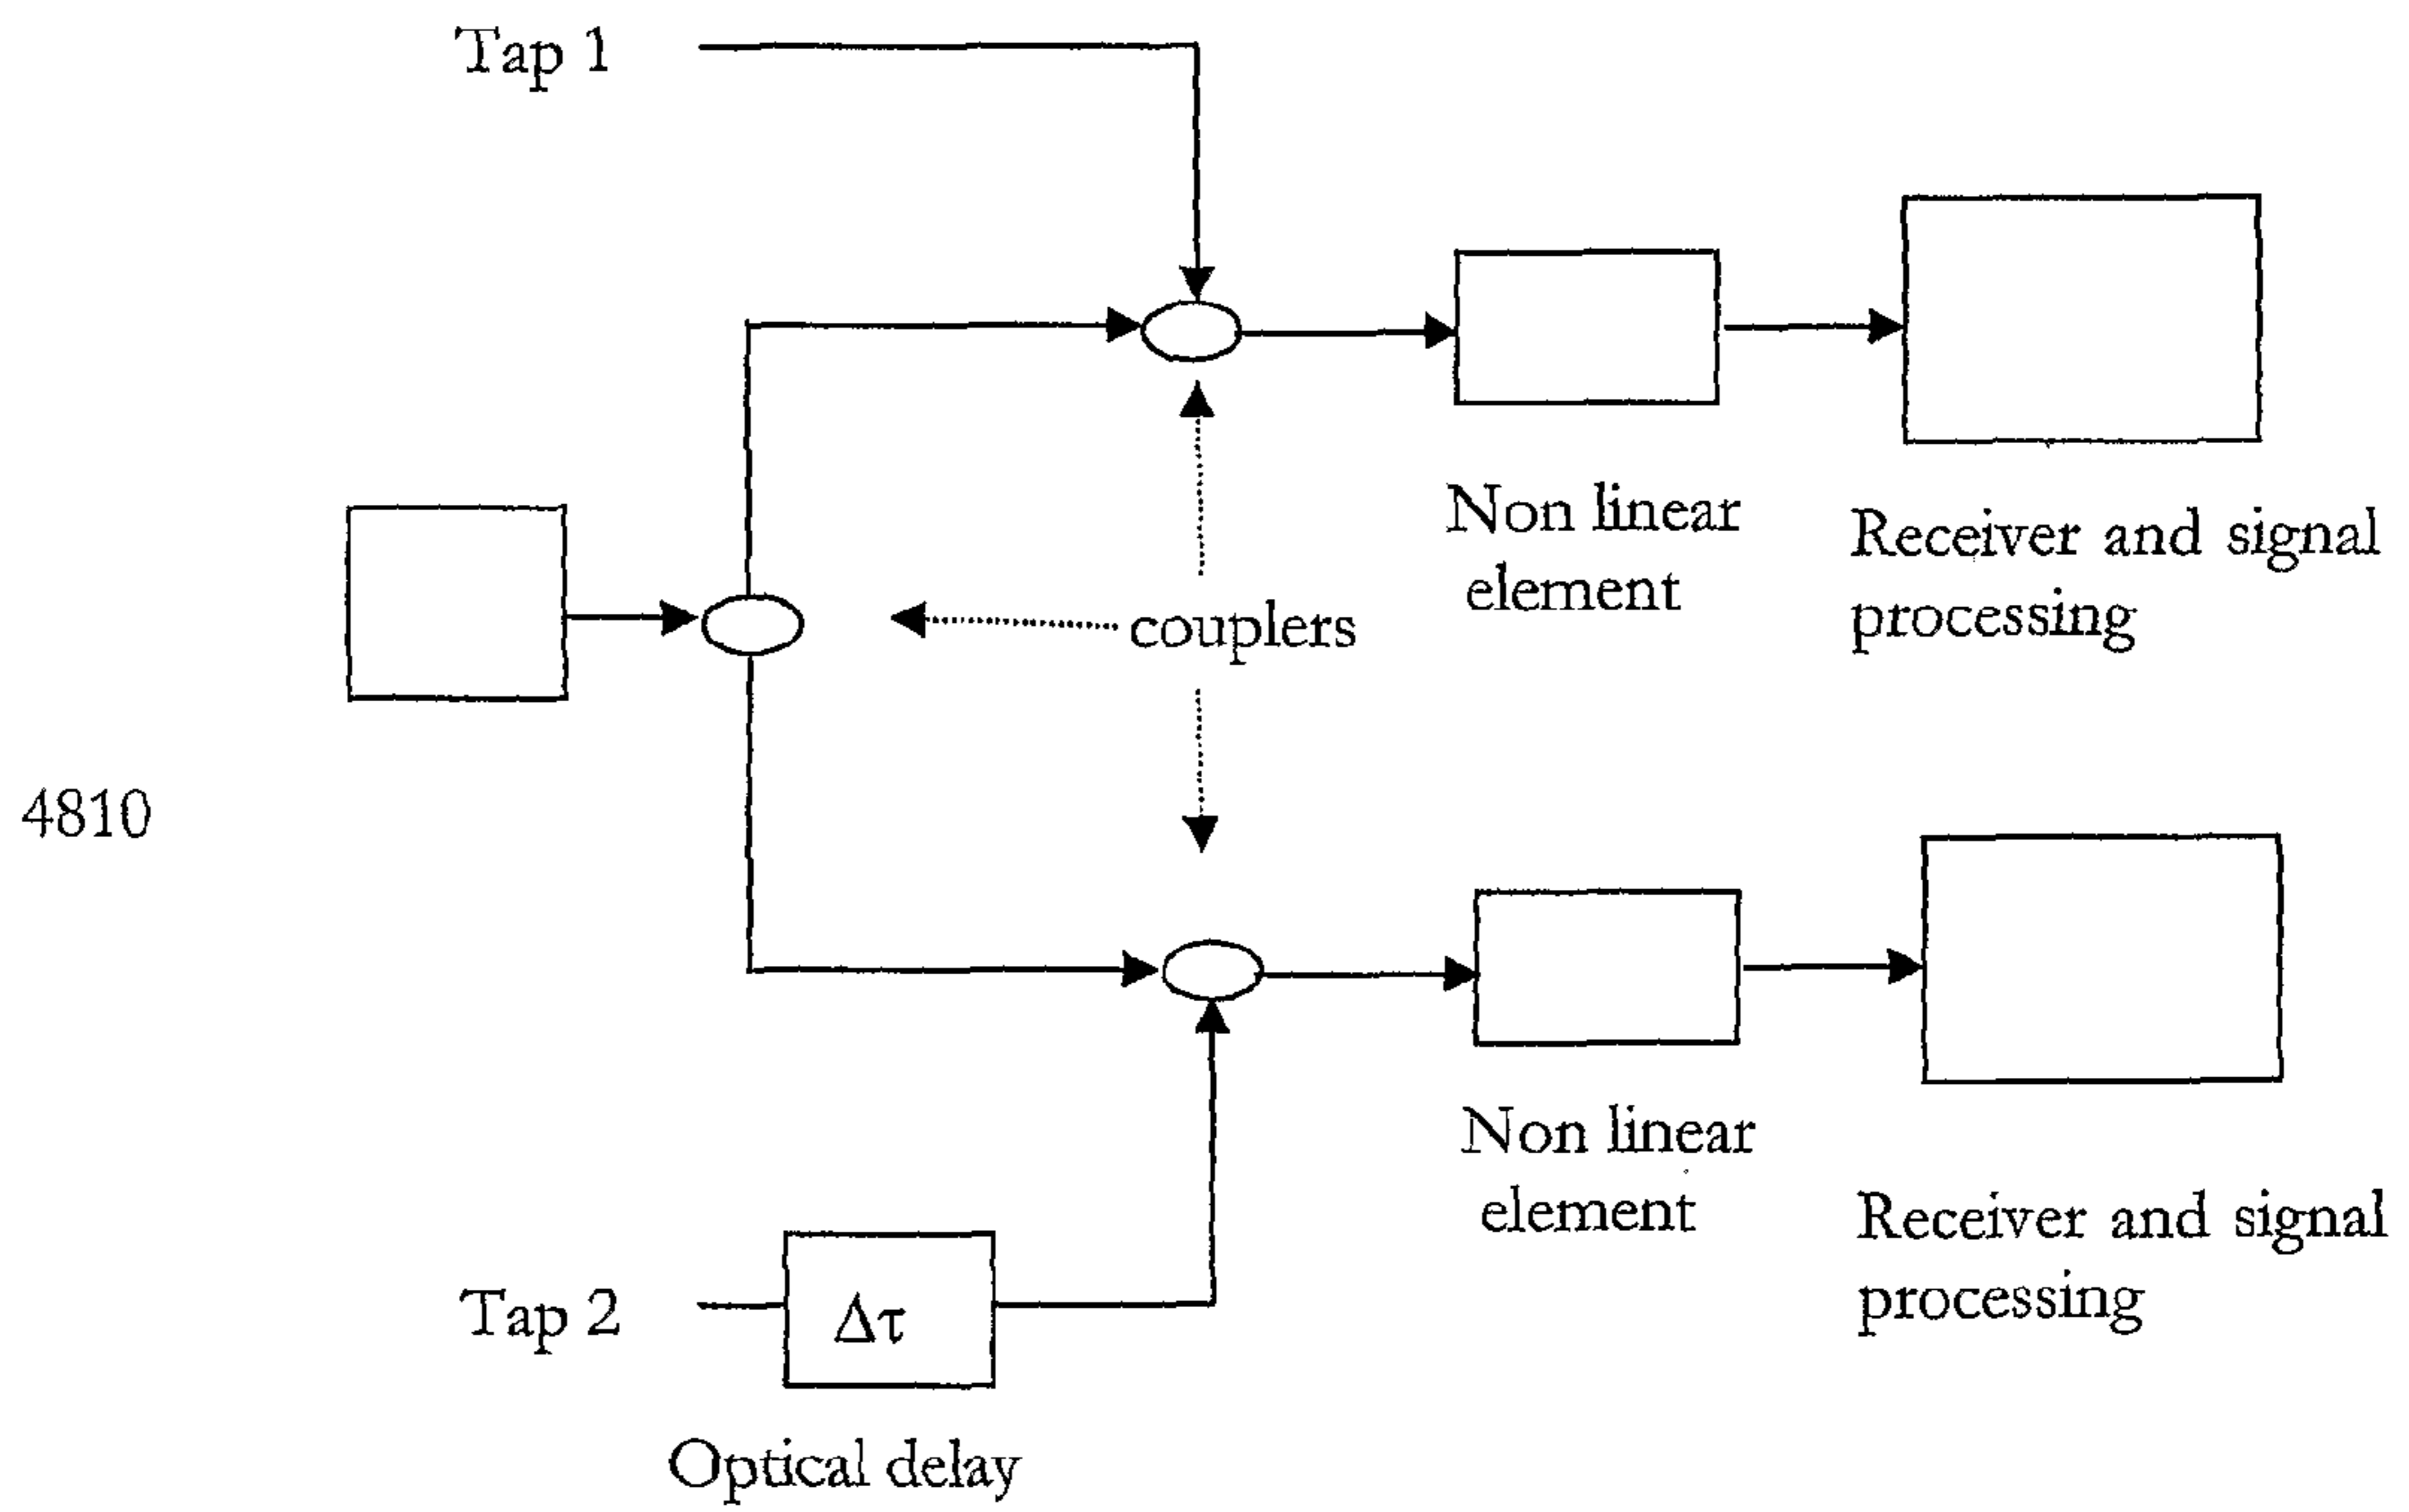 Tap 1
Non linear
element
Receiver and signal
processing
couplers
4810
Non linear
element
Receiver and signal
processing
Tap 2
Δτ
Optical delay